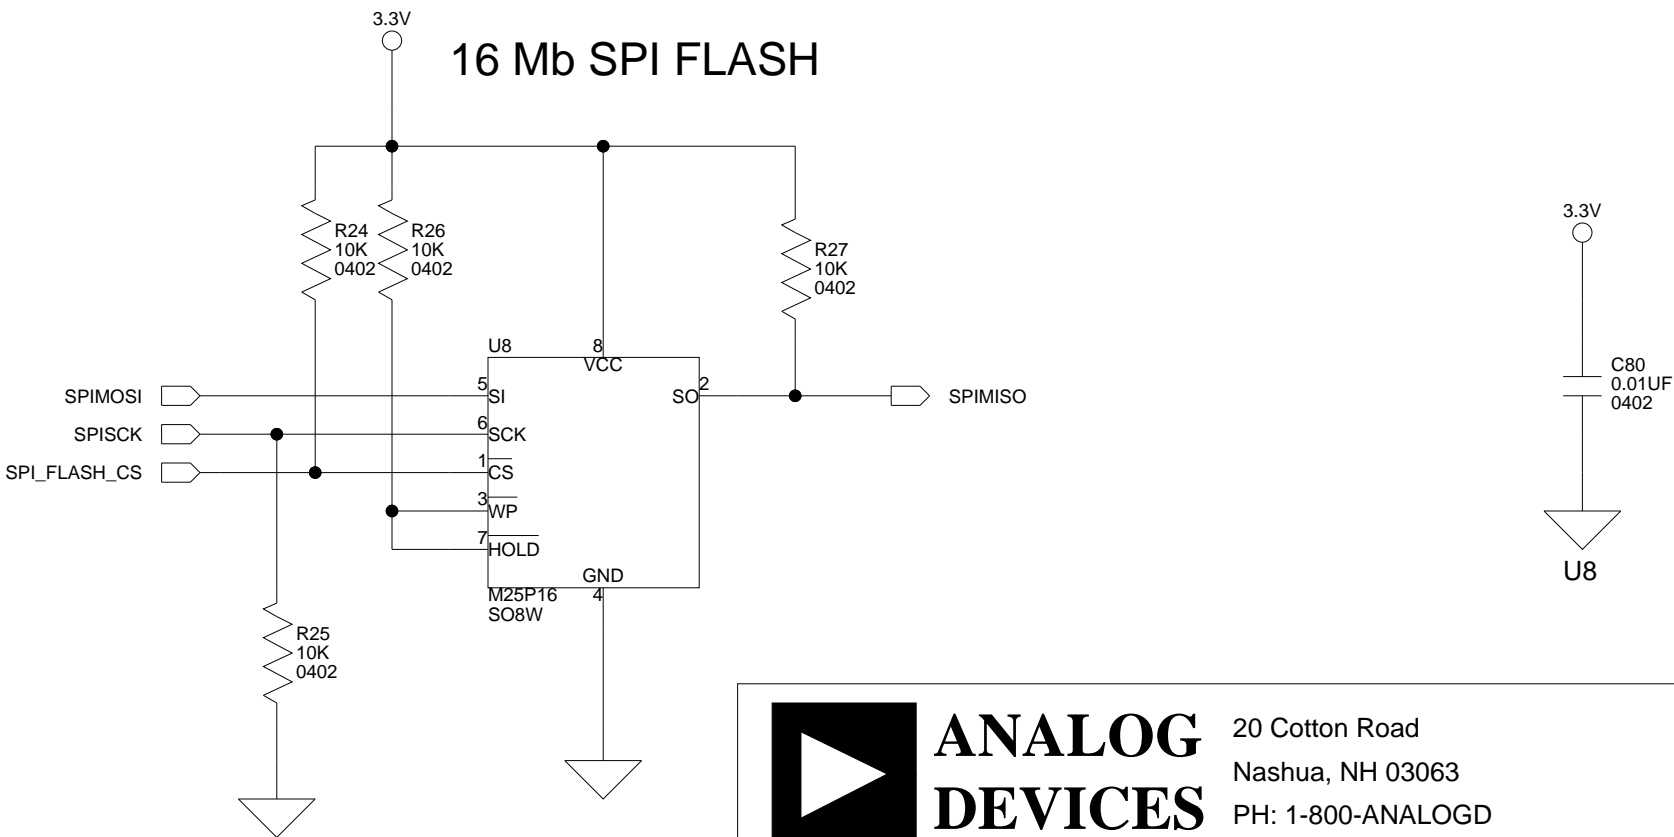 3.3V
16 Mb SPI FLASH
R24
10K
0402
R26
10K
0402
R27
10K
0402
3.3V
C80
0.01UF
0402
U8
U8
8
VCC
SPIMOSI
5
SI
SO
2
SPIMISO
SPISCK
6
SCK
SPI_FLASH_CS
1
CS
3
WP
7
HOLD
GND
4
M25P16
SO8W
R25
10K
0402
ANALOG
DEVICES
20 Cotton Road
Nashua, NH 03063
PH: 1-800-ANALOGD